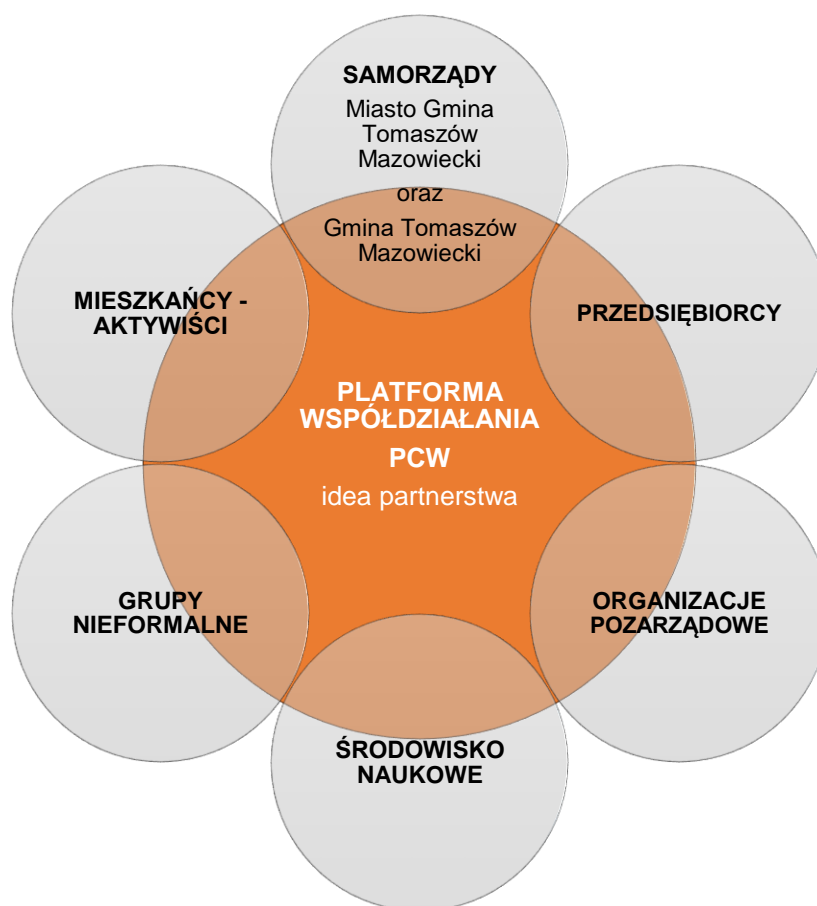 SAMORZĄDY
Miasto Gmina
Tomaszów
Mazowiecki
oraz
Gmina Tomaszów
Mazowiecki
PRZEDSIĘBIORCY
ORGANIZACJE
POZARZĄDOWE
ŚRODOWISKO
NAUKOWE
GRUPY
NIEFORMALNE
MIESZKAŃCY -
AKTYWIŚCI
PLATFORMA
WSPÓŁDZIAŁANIA
PCW
idea partnerstwa